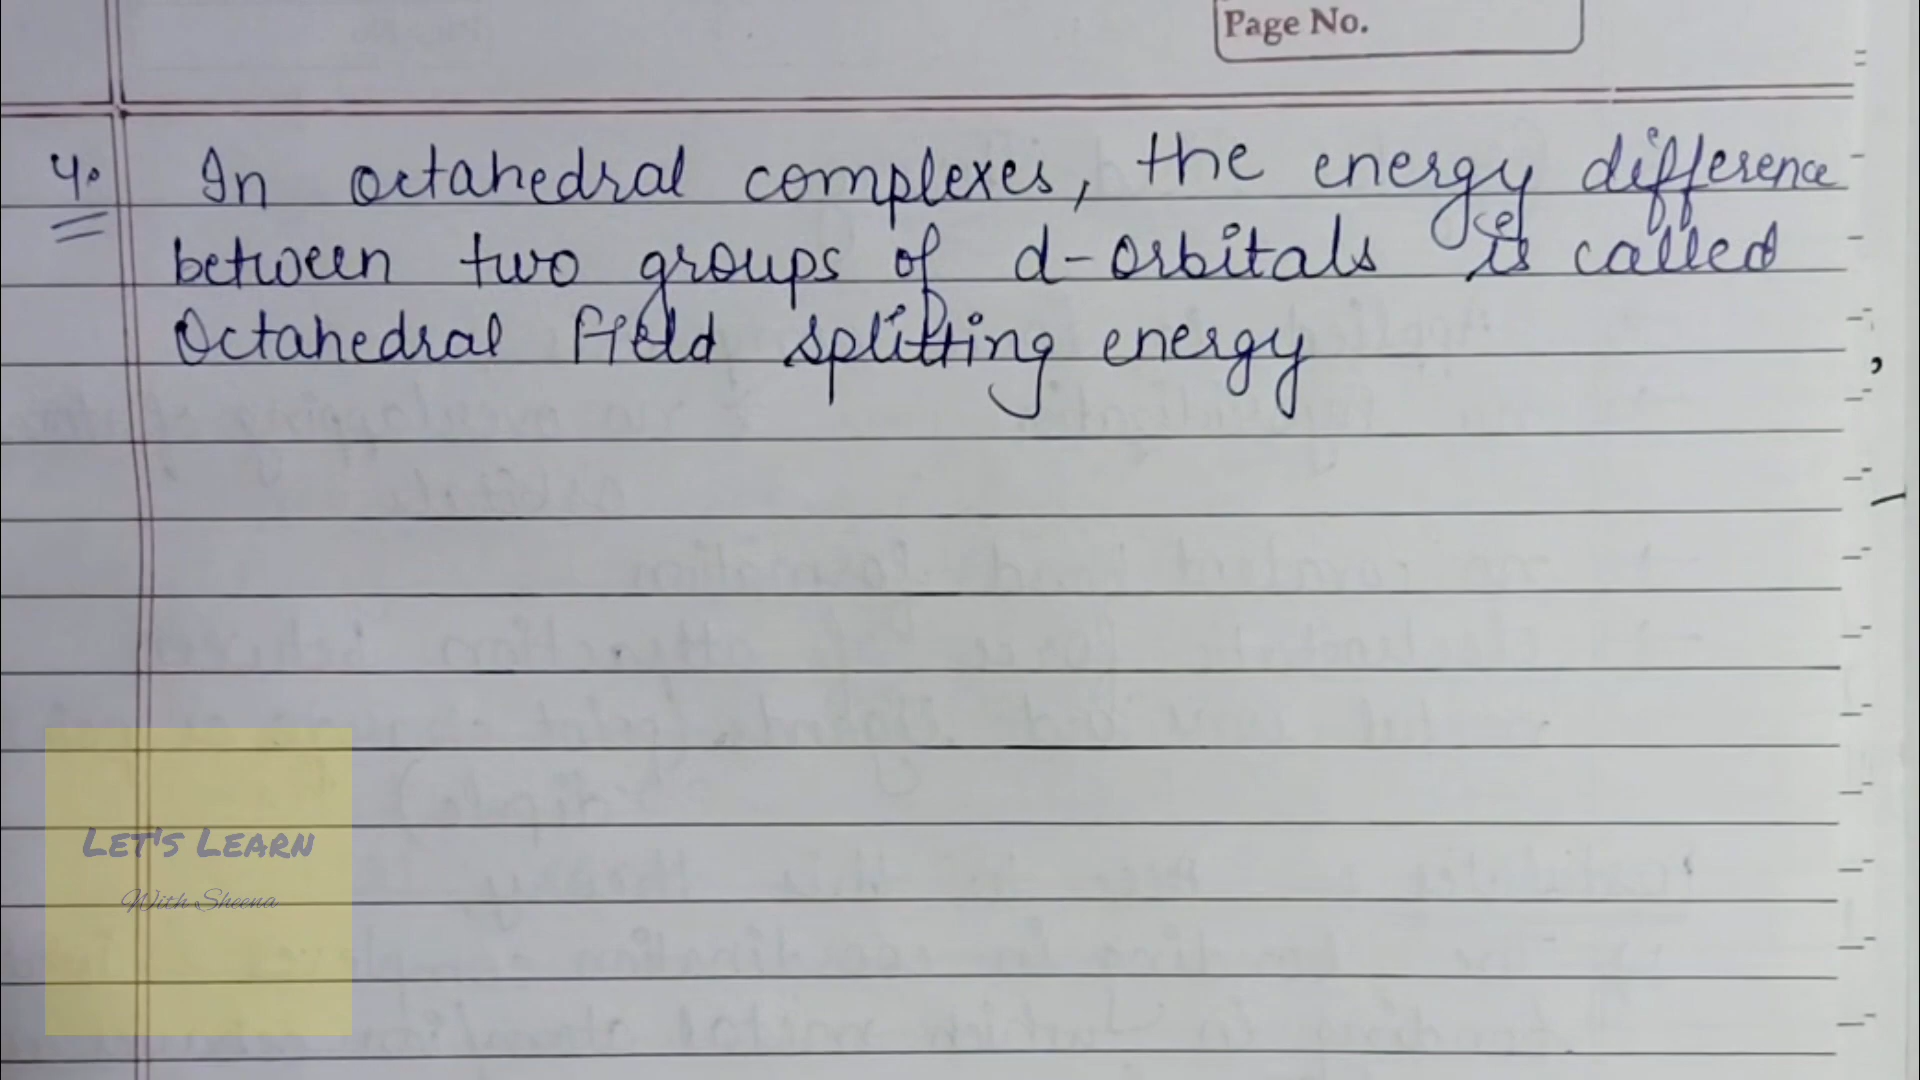 Page No.
4. In octahedral complexes, the energy difference
between two groups of d-orbitals is called
Octahedral Field splitting energy
LET'S LEARN
With Sheena